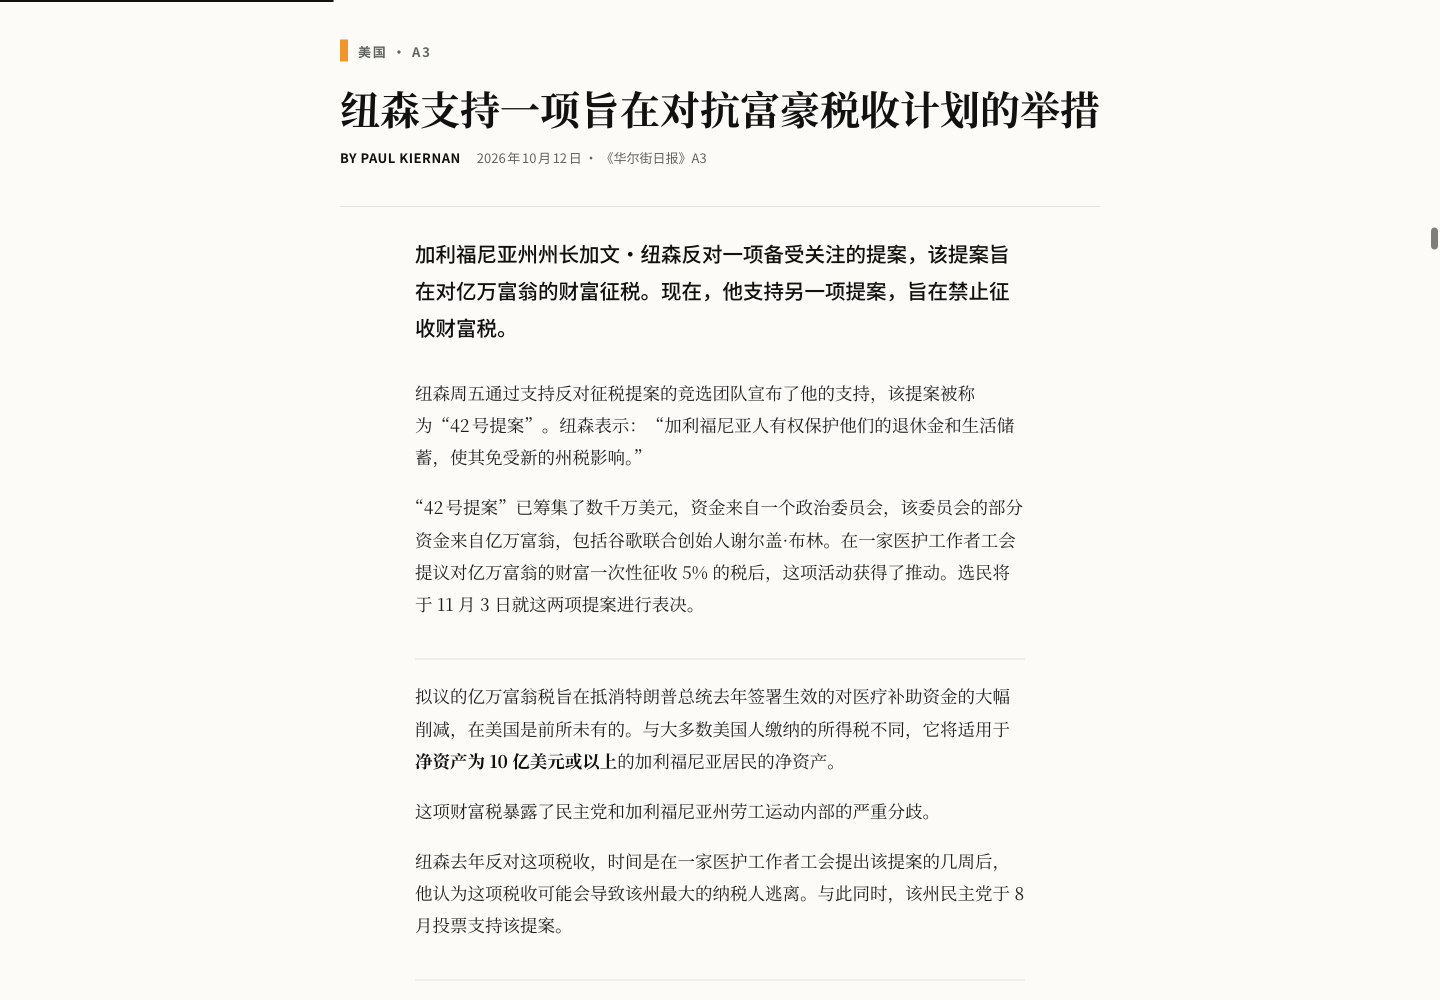 美国 · A3
纽森支持一项旨在对抗富豪税收计划的举措
BY PAUL KIERNAN 2026年10月12日 · 《华尔街日报》A3
加利福尼亚州州长加文·纽森反对一项备受关注的提案，该提案旨
在对亿万富翁的财富征税。现在，他支持另一项提案，旨在禁止征
收财富税。
纽森周五通过支持反对征税提案的竞选团队宣布了他的支持，该提案被称
为“42号提案”。纽森表示：“加利福尼亚人有权保护他们的退休金和生活储
蓄，使其免受新的州税影响。”
“42号提案”已筹集了数千万美元，资金来自一个政治委员会，该委员会的部分
资金来自亿万富翁，包括谷歌联合创始人谢尔盖·布林。在一家医护工作者工会
提议对亿万富翁的财富一次性征收 5% 的税后，这项活动获得了推动。选民将
于 11 月 3 日就这两项提案进行表决。
拟议的亿万富翁税旨在抵消特朗普总统去年签署生效的对医疗补助资金的大幅
削减，在美国是前所未有的。与大多数美国人缴纳的所得税不同，它将适用于
净资产为 10 亿美元或以上的加利福尼亚居民的净资产。
这项财富税暴露了民主党和加利福尼亚州劳工运动内部的严重分歧。
纽森去年反对这项税收，时间是在一家医护工作者工会提出该提案的几周后，
他认为这项税收可能会导致该州最大的纳税人逃离。与此同时，该州民主党于 8
月投票支持该提案。